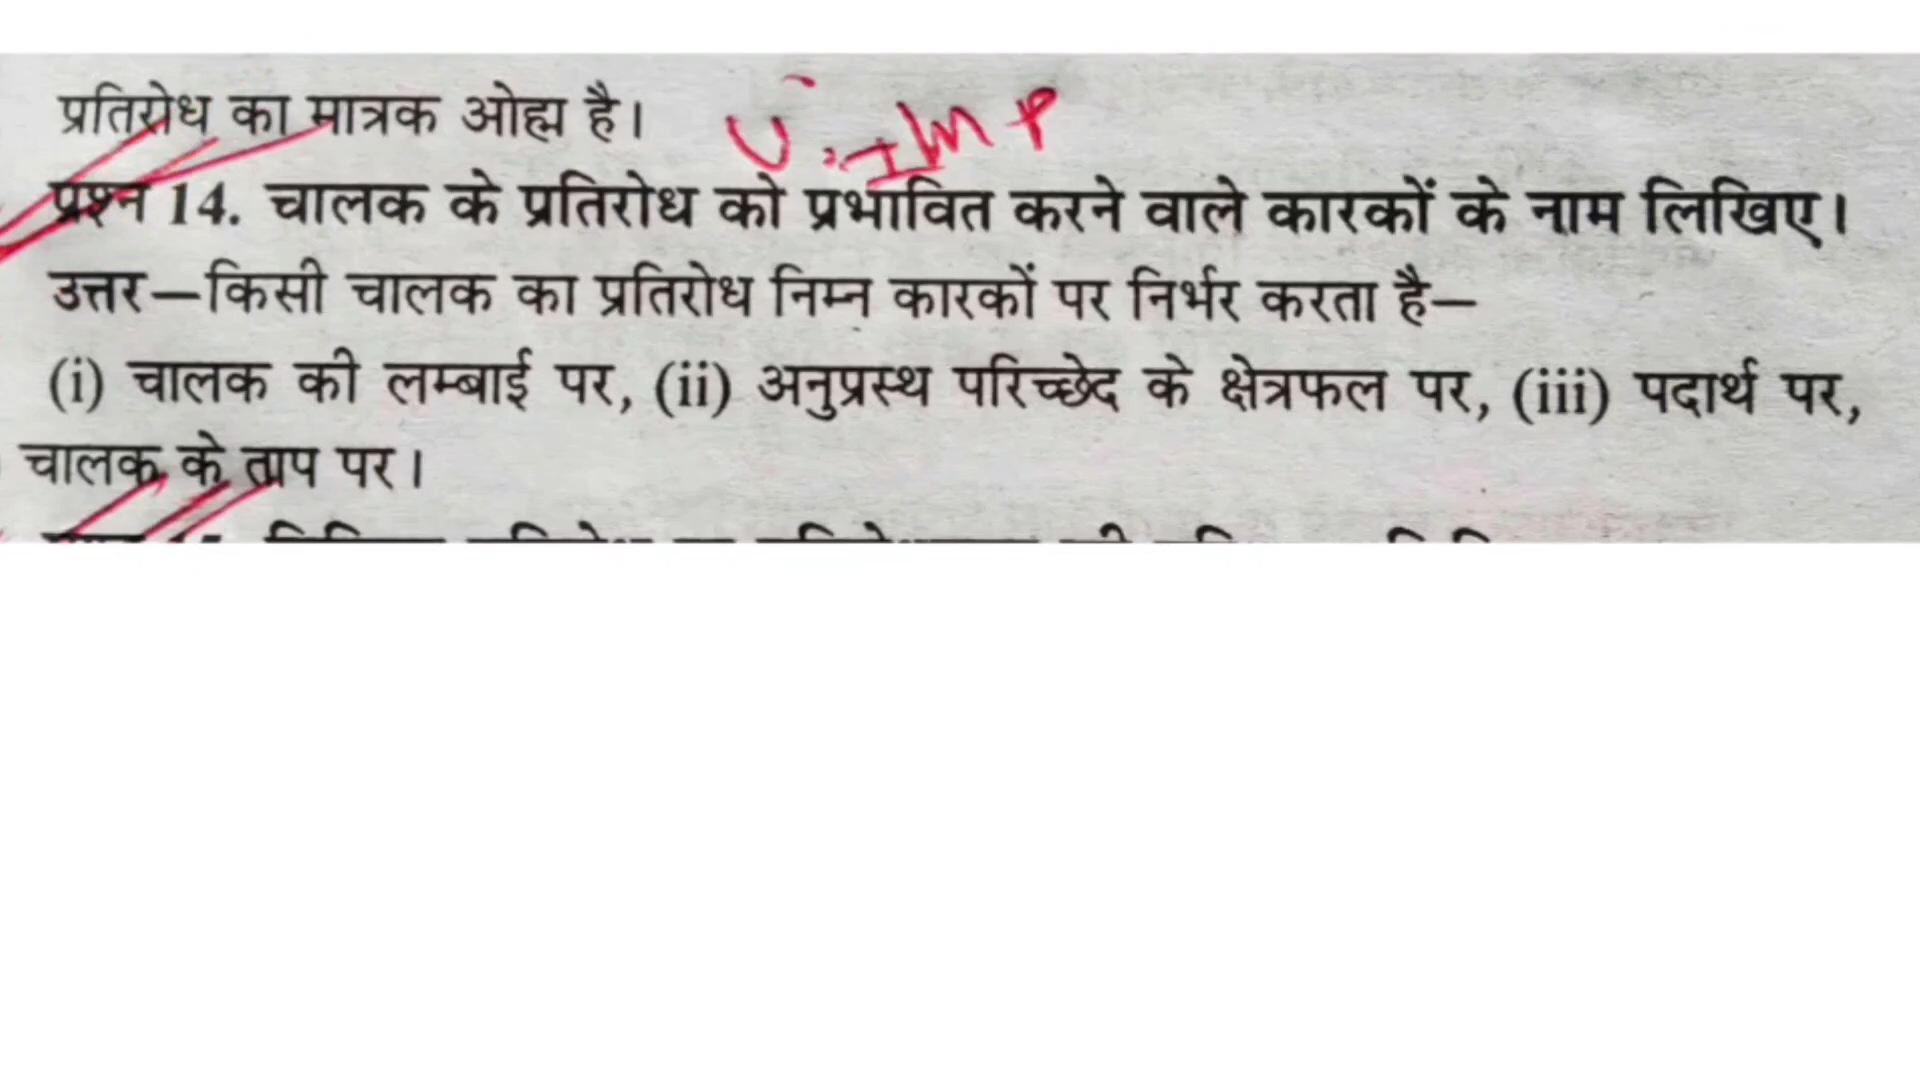 प्रतिरोध का मात्रक ओह्म है।
V. IMP
प्रश्न 14. चालक के प्रतिरोध को प्रभावित करने वाले कारकों के नाम लिखिए।
उत्तर—किसी चालक का प्रतिरोध निम्न कारकों पर निर्भर करता है—
(i) चालक की लम्बाई पर, (ii) अनुप्रस्थ परिच्छेद के क्षेत्रफल पर, (iii) पदार्थ पर,
चालक के ताप पर।